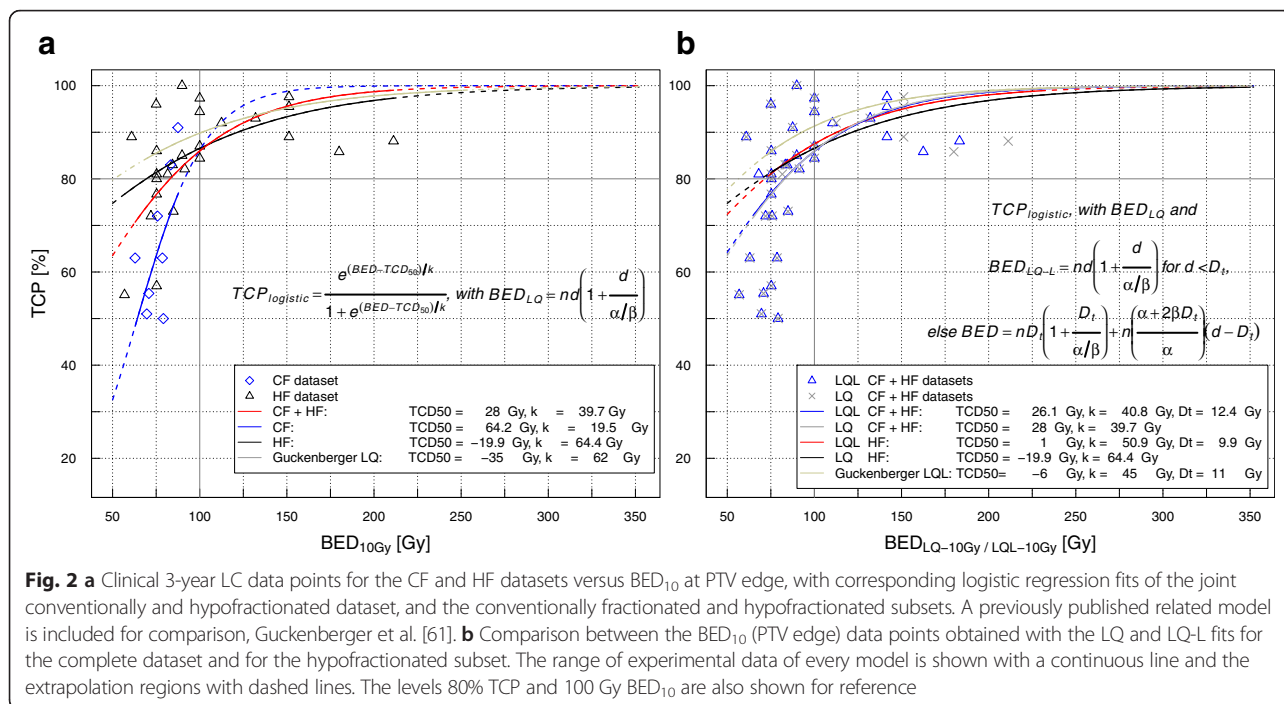 a
100
80
60
40
20
TCP [%]
50 100 150 200 250 300 350
BED10Gy [Gy]
TCPlogistic = e^(BED−TCD50)/k / 1 + e^(BED−TCD50)/k, with BEDLQ = nd(1 + d / α/β)
CF dataset
HF dataset
CF + HF: TCD50 = 28 Gy, k = 39.7 Gy
CF: TCD50 = 64.2 Gy, k = 19.5 Gy
HF: TCD50 = −19.9 Gy, k = 64.4 Gy
Guckenberger LQ: TCD50 = −35 Gy, k = 62 Gy
b
100
80
60
40
20
TCP [%]
50 100 150 200 250 300 350
BEDLQ−10Gy / LQL−10Gy [Gy]
TCPlogistic, with BEDLQ and
BEDLQ−L = nd(1 + d / α/β) for d <Dt,
else BED = nDt(1 + Dt / α/β) + n(α + 2βDt / α)(d − Dt)
LQL CF + HF datasets
LQ CF + HF datasets
LQL CF + HF: TCD50 = 26.1 Gy, k = 40.8 Gy, Dt = 12.4 Gy
LQ CF + HF: TCD50 = 28 Gy, k = 39.7 Gy
LQL HF: TCD50 = 1 Gy, k = 50.9 Gy, Dt = 9.9 Gy
LQ HF: TCD50 = −19.9 Gy, k = 64.4 Gy
Guckenberger LQL: TCD50= −6 Gy, k = 45 Gy, Dt = 11 Gy
Fig. 2 a Clinical 3-year LC data points for the CF and HF datasets versus BED10 at PTV edge, with corresponding logistic regression fits of the joint
conventionally and hypofractionated dataset, and the conventionally fractionated and hypofractionated subsets. A previously published related model
is included for comparison, Guckenberger et al. [61]. b Comparison between the BED10 (PTV edge) data points obtained with the LQ and LQ-L fits for
the complete dataset and for the hypofractionated subset. The range of experimental data of every model is shown with a continuous line and the
extrapolation regions with dashed lines. The levels 80% TCP and 100 Gy BED10 are also shown for reference